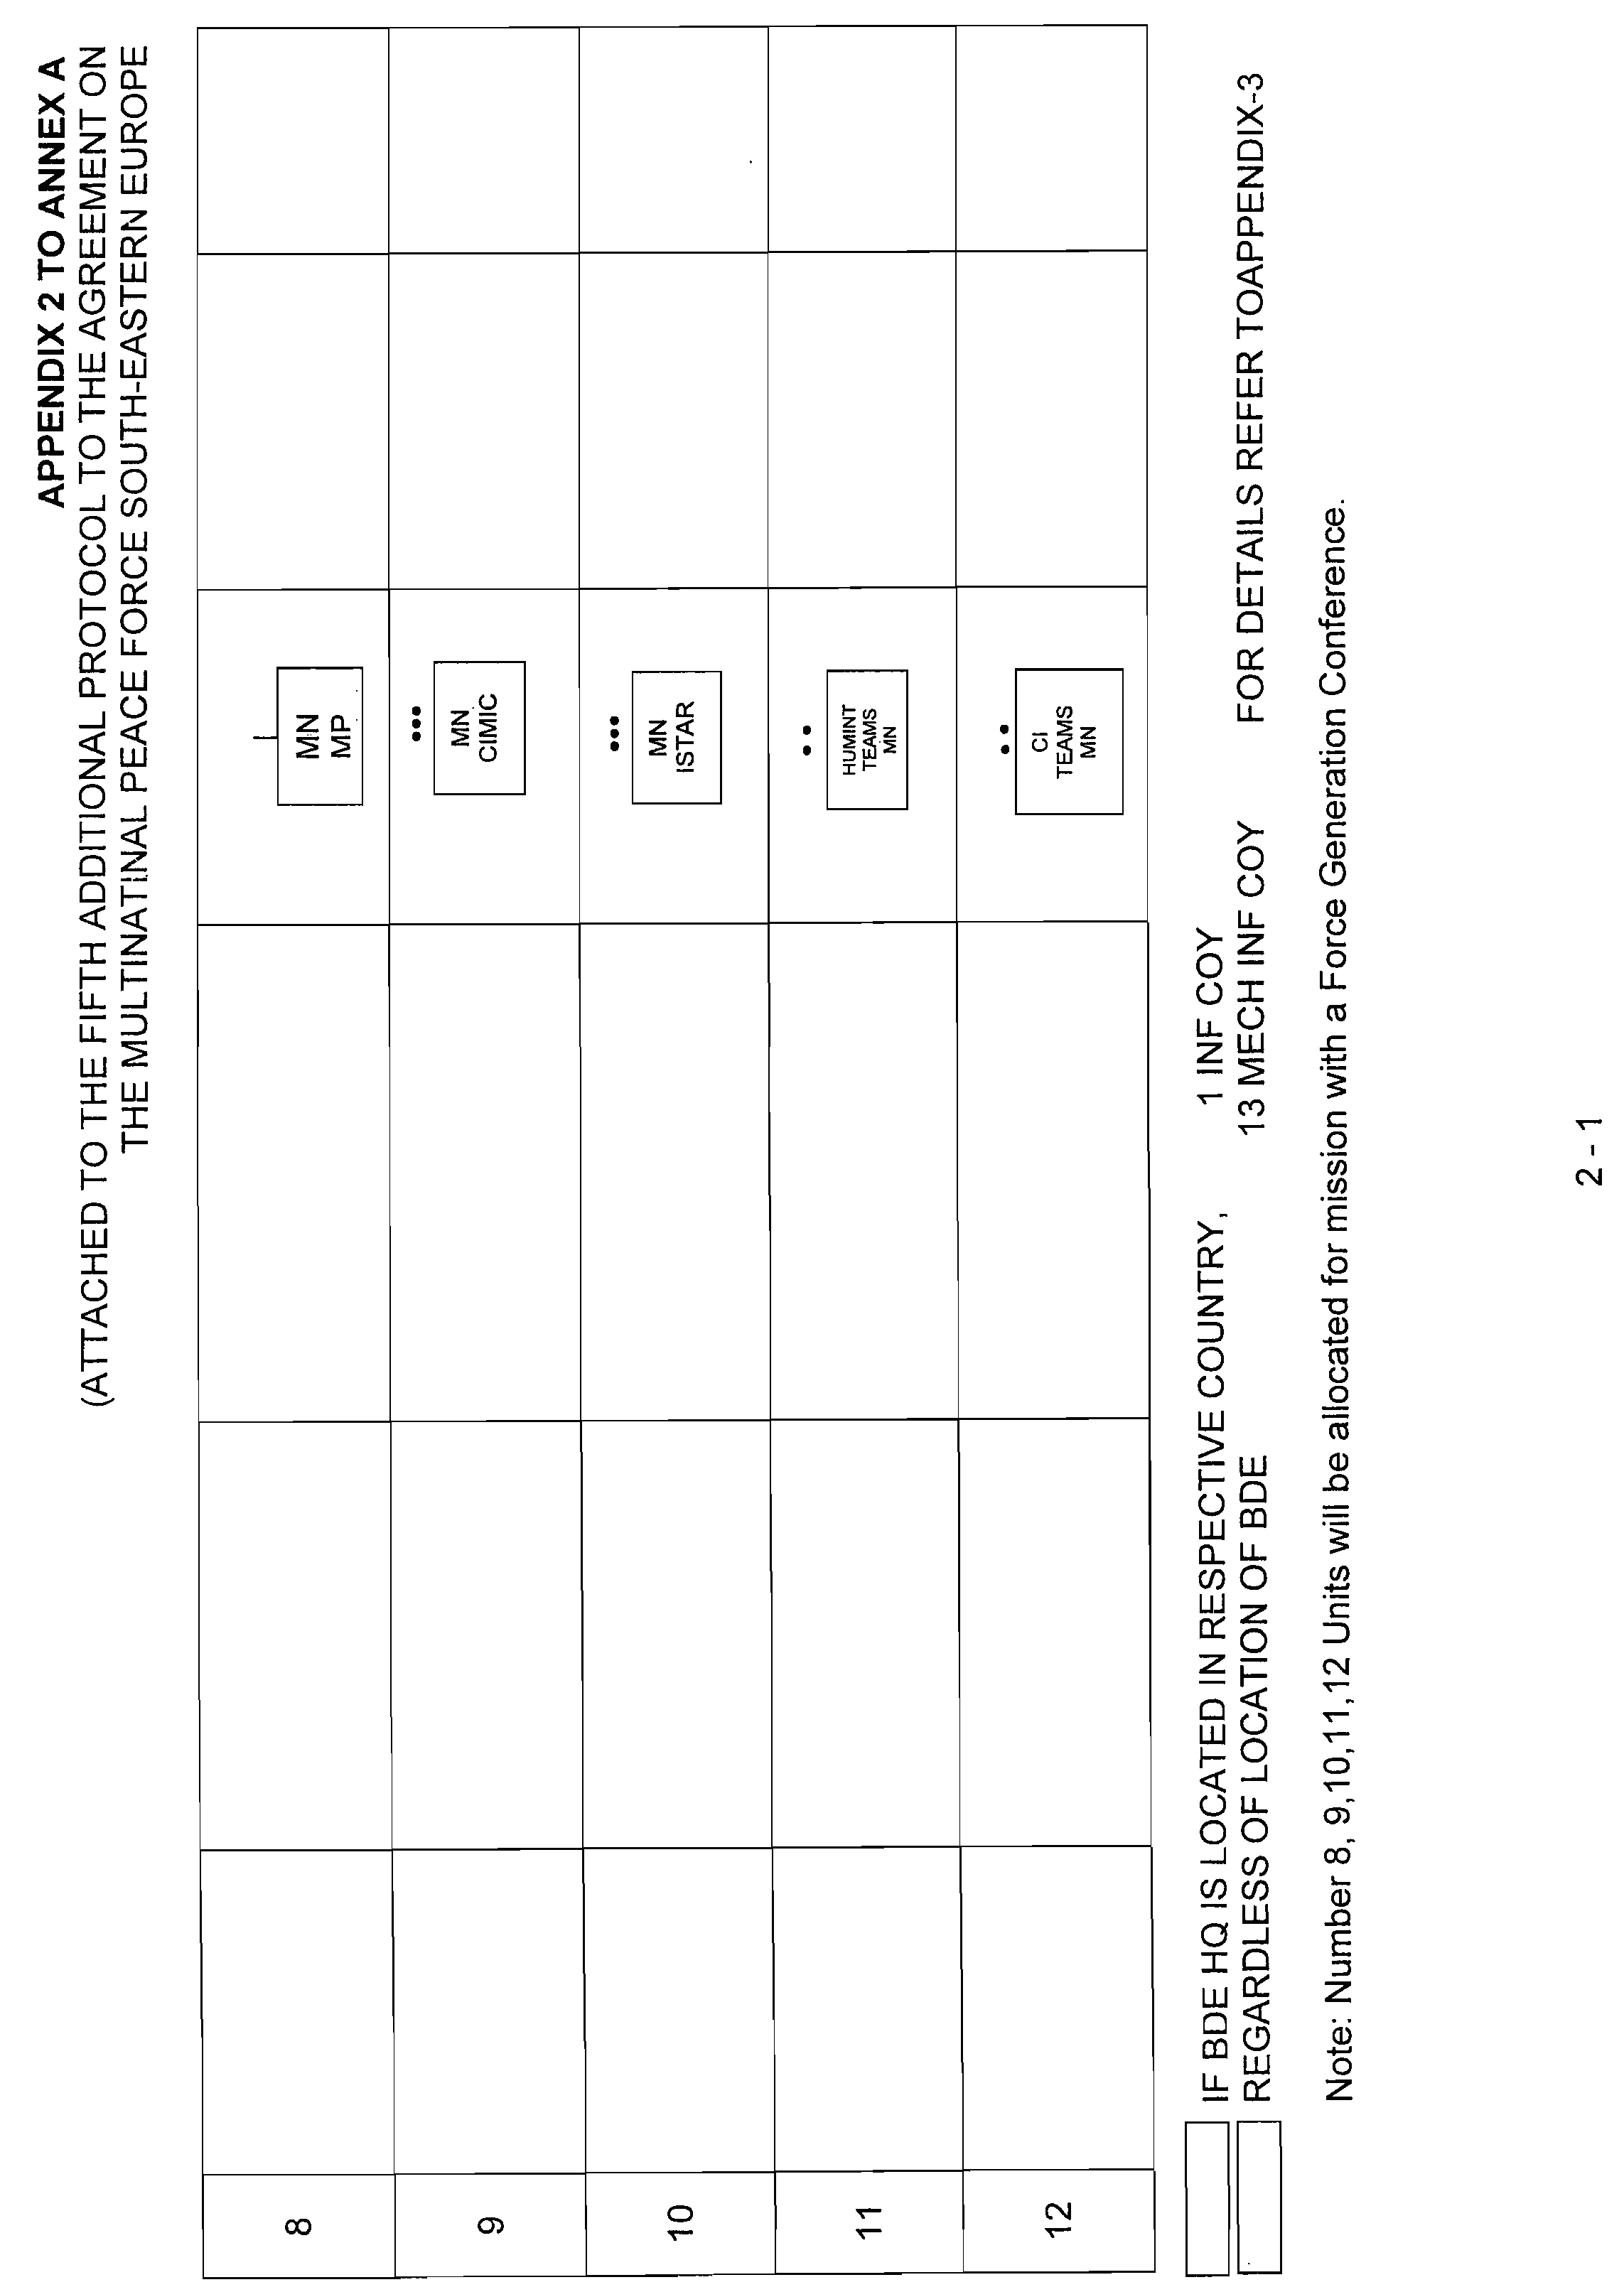 APPENDIX 2 TO ANNEX A
(ATTACHED TO THE FIFTH ADDITIONAL PROTOCOL TO THE AGREEMENT ON
THE MULTINATINAL PEACE FORCE SOUTH-EASTERN EUROPE
8
MN
MP
9
MN
CIMIC
10
MN
ISTAR
11
HUMINT
TEAMS
MN
12
CI
TEAMS
MN
IF BDE HQ IS LOCATED IN RESPECTIVE COUNTRY, 1 INF COY
REGARDLESS OF LOCATION OF BDE 13 MECH INF COY FOR DETAILS REFER TOAPPENDIX-3
Note: Number 8, 9,10,11,12 Units will be allocated for mission with a Force Generation Conference.
2 - 1